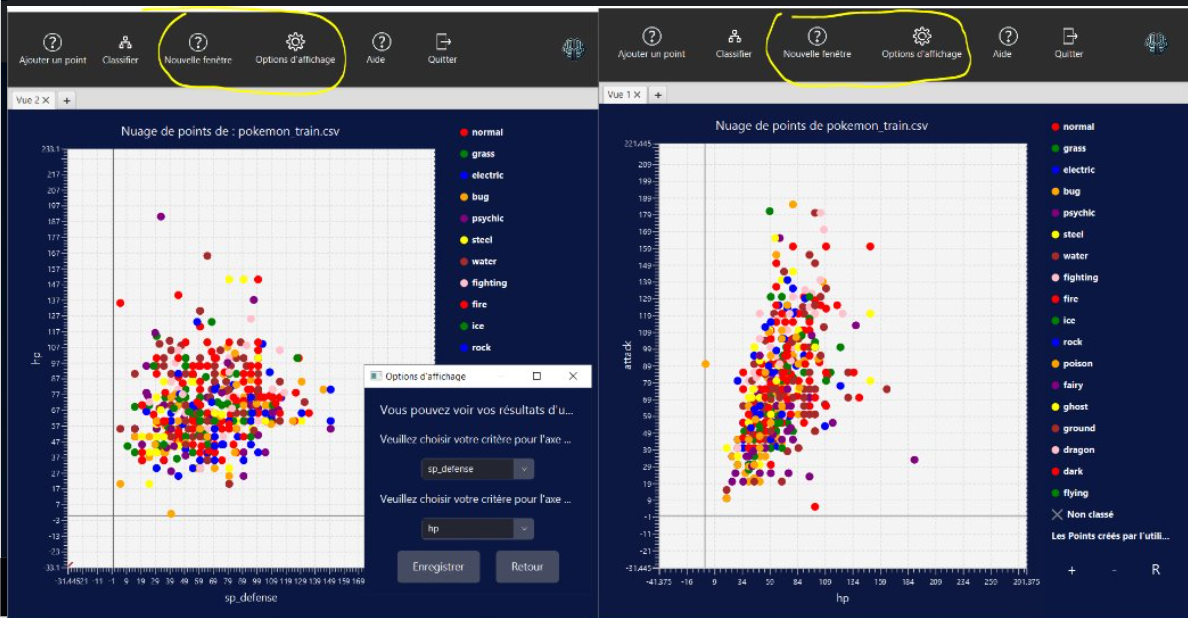 Ajouter un point Classifier Nouvelle fenêtre Options d'affichage Aide Quitter
Vue 2 X +
Nuage de points de : pokemon_train.csv
normal
grass
electric
bug
psychic
steel
water
fighting
fire
ice
rock
233.1
217
207
197
187
177
167
157
147
137
127
117
107
97
87
77
67
57
47
37
27
17
7
-2
-12
-23
-33.1
hp
-31.44521 -11 -1 9 19 29 39 49 59 69 79 89 99 109 119 129 139 149 159 169
sp_defense
Options d'affichage
Vous pouvez voir vos résultats d'u...
Veuillez choisir votre critère pour l'axe ...
sp_defense
Veuillez choisir votre critère pour l'axe ...
hp
Enregistrer Retour
Ajouter un point Classifier Nouvelle fenêtre Options d'affichage Aide Quitter
Vue 1 X +
Nuage de points de pokemon_train.csv
221.445
209
199
189
179
169
159
149
139
129
119
109
99
89
79
69
59
49
39
29
19
9
-1
-11
-21
-31.445
attack
-41.375 -16 9 34 59 84 109 134 159 184 209 234 259 291.375
hp
normal
grass
electric
bug
psychic
steel
water
fighting
fire
ice
rock
poison
fairy
ghost
ground
dragon
dark
flying
Non classé
Les Points créés par l'utili...
+ - R